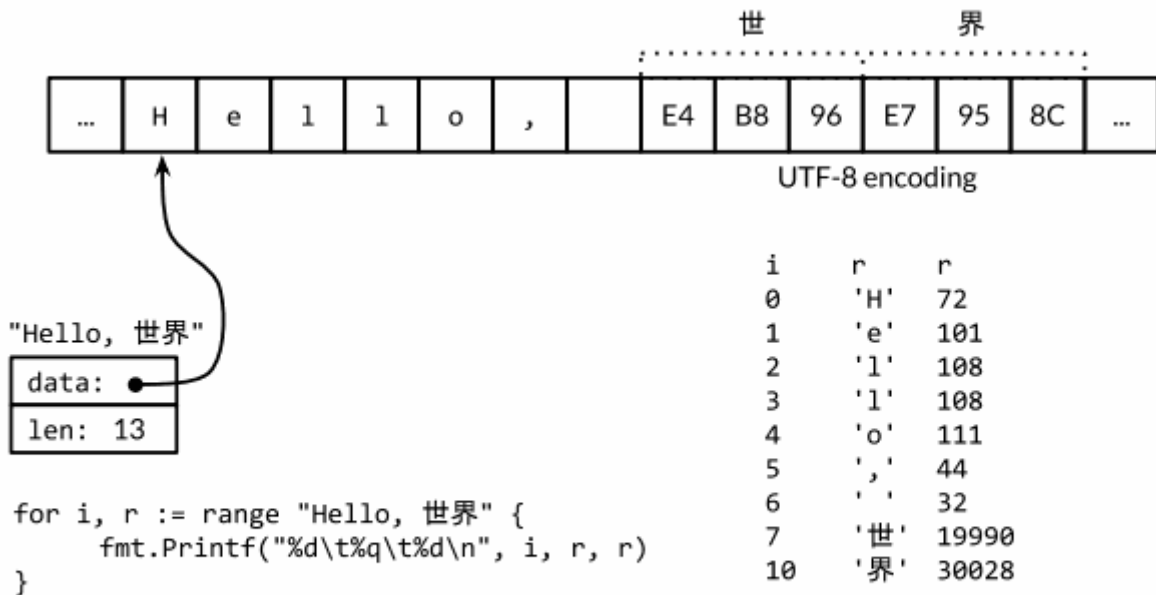 世 界
… H e l l o , E4 B8 96 E7 95 8C …
UTF-8 encoding
"Hello, 世界"
data:
len: 13
for i, r := range "Hello, 世界" {
fmt.Printf("%d\t%q\t%d\n", i, r, r)
}
i r r
0 'H' 72
1 'e' 101
2 'l' 108
3 'l' 108
4 'o' 111
5 ',' 44
6 ' ' 32
7 '世' 19990
10 '界' 30028